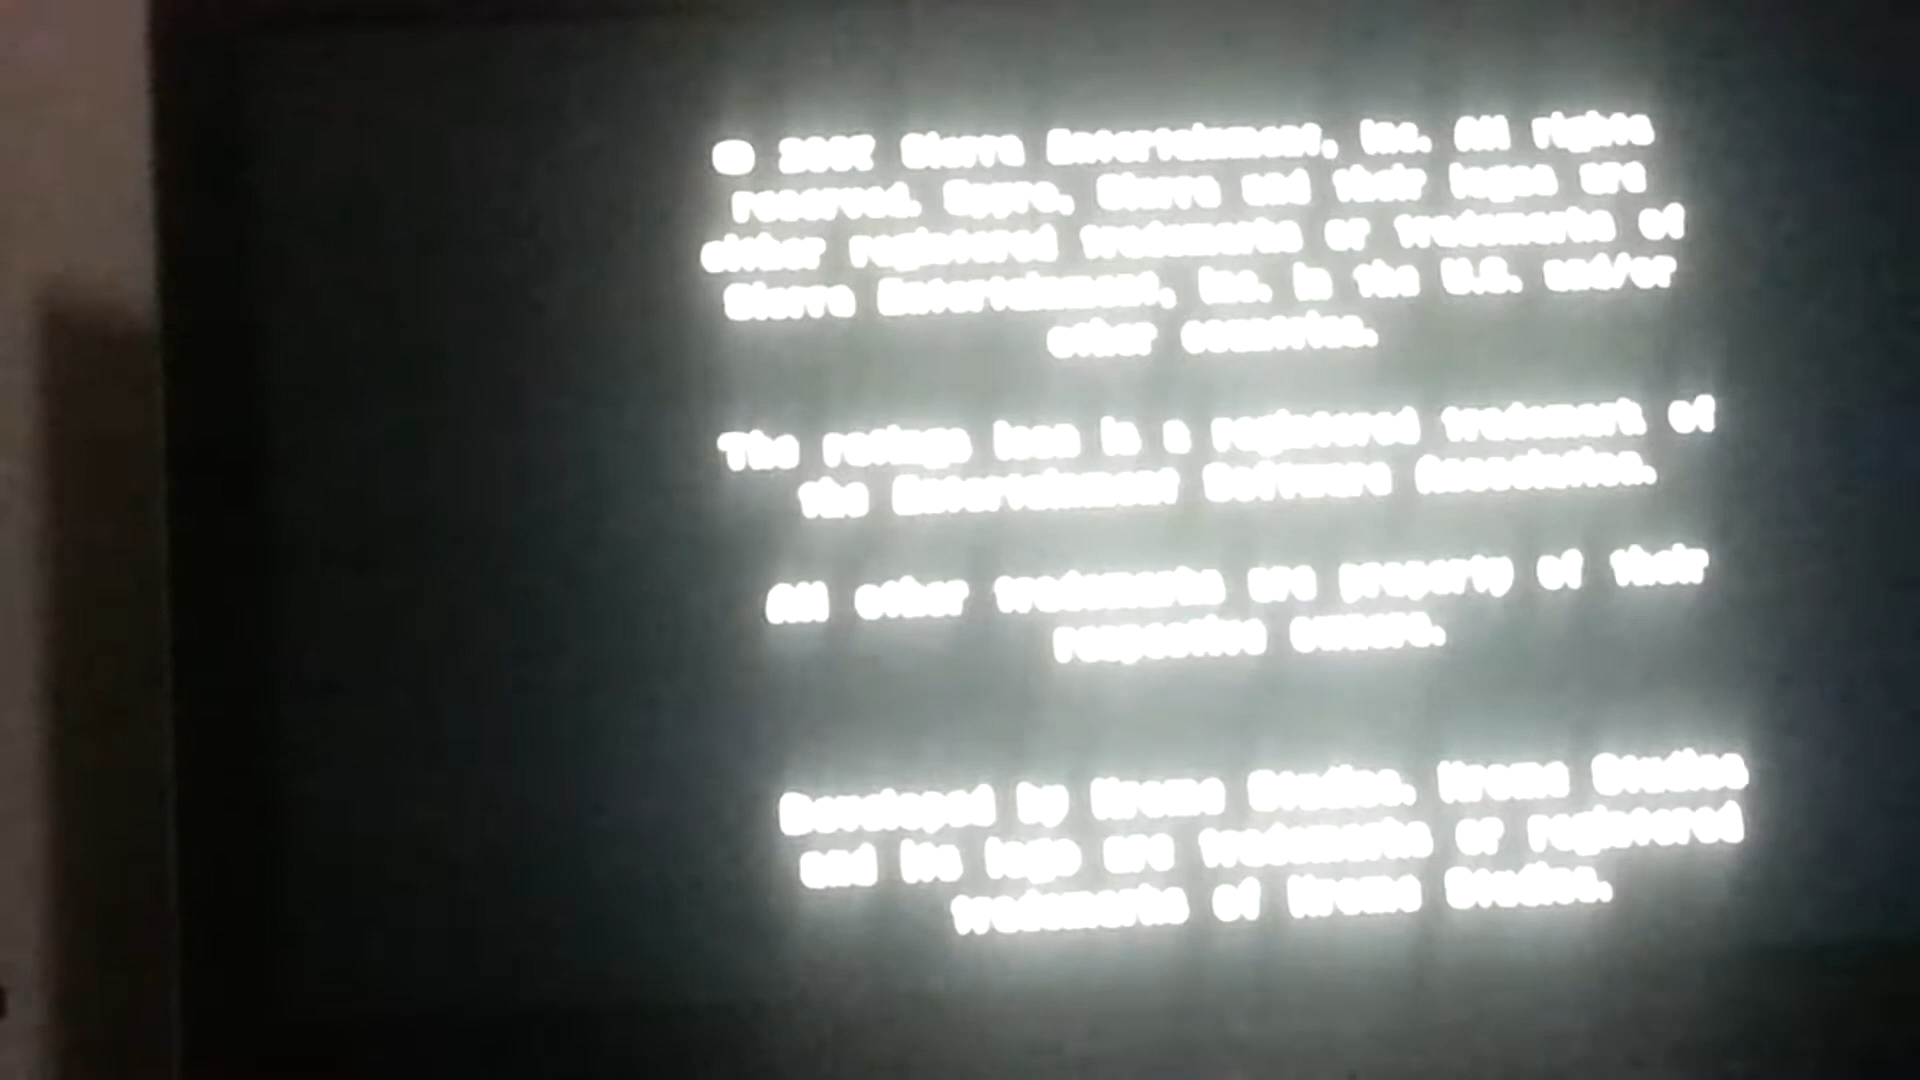 © 2007 Sierra Entertainment, Inc. All rights
reserved. Spyro, Sierra and their logos are
either registered trademarks or trademarks of
Sierra Entertainment, Inc. in the U.S. and/or
other countries.
The ratings icon is a registered trademark of
the Entertainment Software Association.
All other trademarks are property of their
respective owners.
Developed by Krome Studios. Krome Studios
and its logo are trademarks or registered
trademarks of Krome Studios.